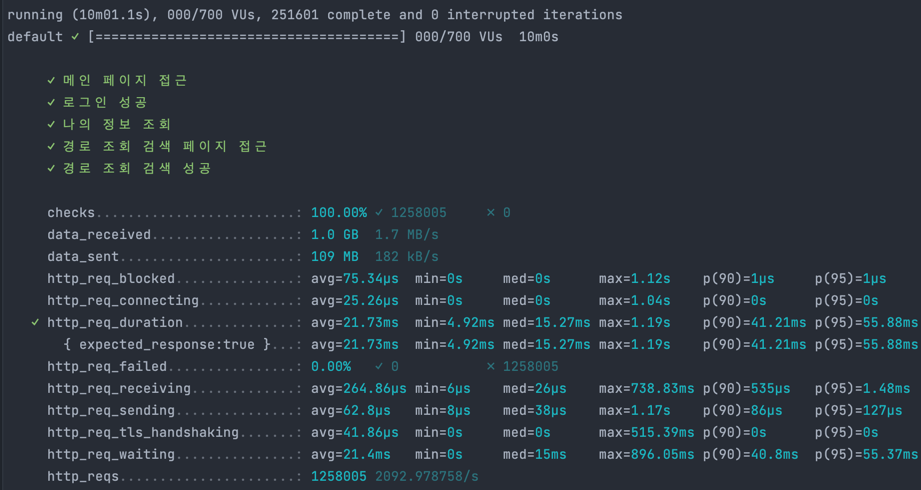 running (10m01.1s), 000/700 VUs, 251601 complete and 0 interrupted iterations
default ✓ [======================================] 000/700 VUs  10m0s
✓ 메인 페이지 접근
✓ 로그인 성공
✓ 나의 정보 조회
✓ 경로 조회 검색 페이지 접근
✓ 경로 조회 검색 성공
checks.........................: 100.00% ✓ 1258005 ✗ 0
data_received..................: 1.0 GB 1.7 MB/s
data_sent......................: 109 MB 182 kB/s
http_req_blocked...............: avg=75.34µs min=0s med=0s max=1.12s p(90)=1µs p(95)=1µs
http_req_connecting............: avg=25.26µs min=0s med=0s max=1.04s p(90)=0s p(95)=0s
✓ http_req_duration..............: avg=21.73ms min=4.92ms med=15.27ms max=1.19s p(90)=41.21ms p(95)=55.88ms
{ expected_response:true }...: avg=21.73ms min=4.92ms med=15.27ms max=1.19s p(90)=41.21ms p(95)=55.88ms
http_req_failed................: 0.00% ✓ 0 ✗ 1258005
http_req_receiving.............: avg=264.86µs min=6µs med=26µs max=738.83ms p(90)=535µs p(95)=1.48ms
http_req_sending...............: avg=62.8µs min=8µs med=38µs max=1.17s p(90)=86µs p(95)=127µs
http_req_tls_handshaking.......: avg=41.86µs min=0s med=0s max=515.39ms p(90)=0s p(95)=0s
http_req_waiting...............: avg=21.4ms min=0s med=15ms max=896.05ms p(90)=40.8ms p(95)=55.37ms
http_reqs......................: 1258005 2092.978758/s